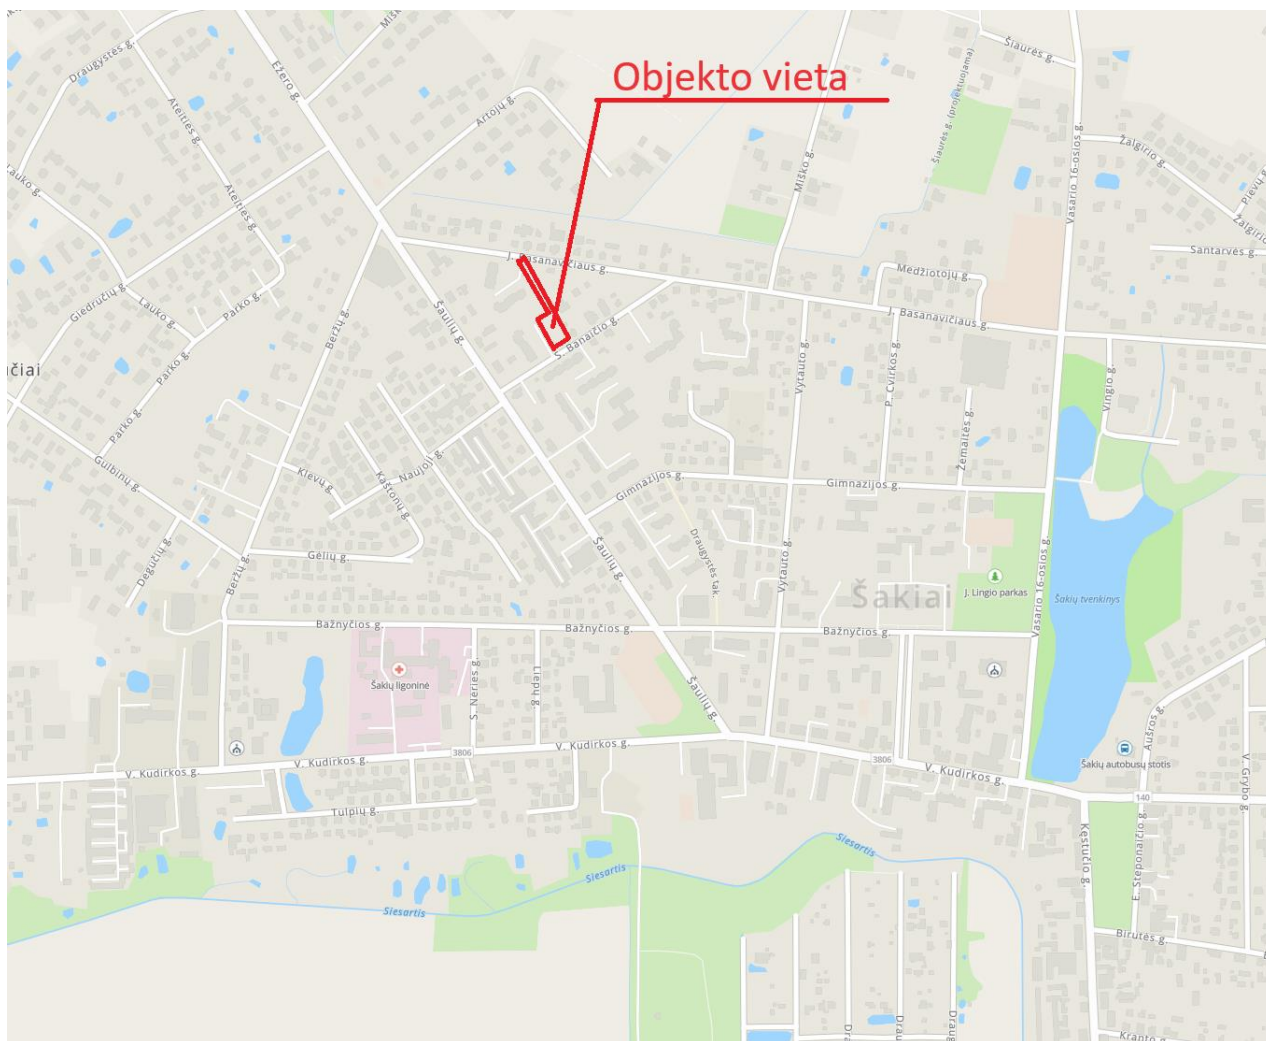 Objekto vieta
Draugystės g.
Miško g.
Ežero g.
Šiaurės g.
Ateities g.
Artojų g.
Šiaurės g. (projektuojama)
Vasario 16-osios g.
Žalgirio g.
Miško g.
Lauko g.
Ateities g.
Plevų g.
Žalgirio
Santarvės g.
J. Basanavičiaus g.
Medžiotojų g.
Giedručių g.
Lauko g.
Parko g.
Beržų g.
Šaulių g.
S. Banaičio g.
J. Basanavičiaus g.
Vytauto g.
P. Cvirkos g.
Vingio g.
čiai
Parko g.
Parko g.
Žemaitės g.
Gulbinų g.
Klevų g.
Naujoji g.
Kaštonų g.
Gimnazijos g.
Gimnazijos g.
Degučių g.
Gėlių g.
Beržų g.
Šaulių g.
Draugystės tak.
Vytauto g.
Vasario 16-osios g.
Šakiai
J. Lingio parkas
Šakių tvenkinys
Bažnyčios g.
Bažnyčios g.
Bažnyčios g.
Šakių ligoninė
S. Nėries g.
Liepų g.
Šaulių g.
Aušros g.
V. Kudirkos g.
V. Kudirkos g.
3806
V. Kudirkos g.
3806
V. Kudirkos g.
Šakių autobusų stotis
V. Grybo g.
140
Tulpių g.
Kęstučio g.
E. Steponaičio g.
Siesartis
Siesartis
Siesartis
Birutės g.
Dra
Drau
Draug
Kranto g.